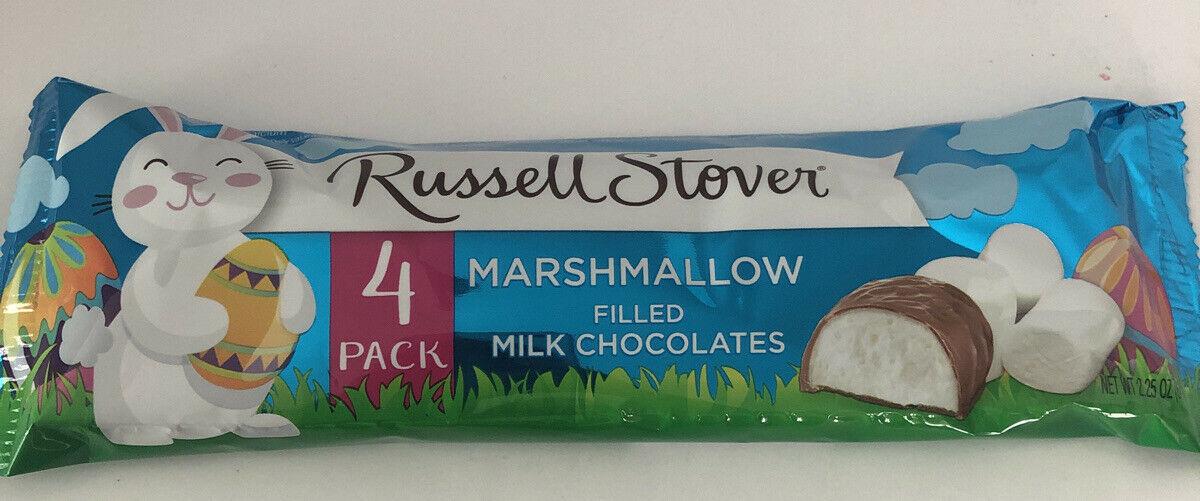 Russell Stover®
4
PACK
MARSHMALLOW
FILLED
MILK CHOCOLATES
NET WT 2.25 OZ